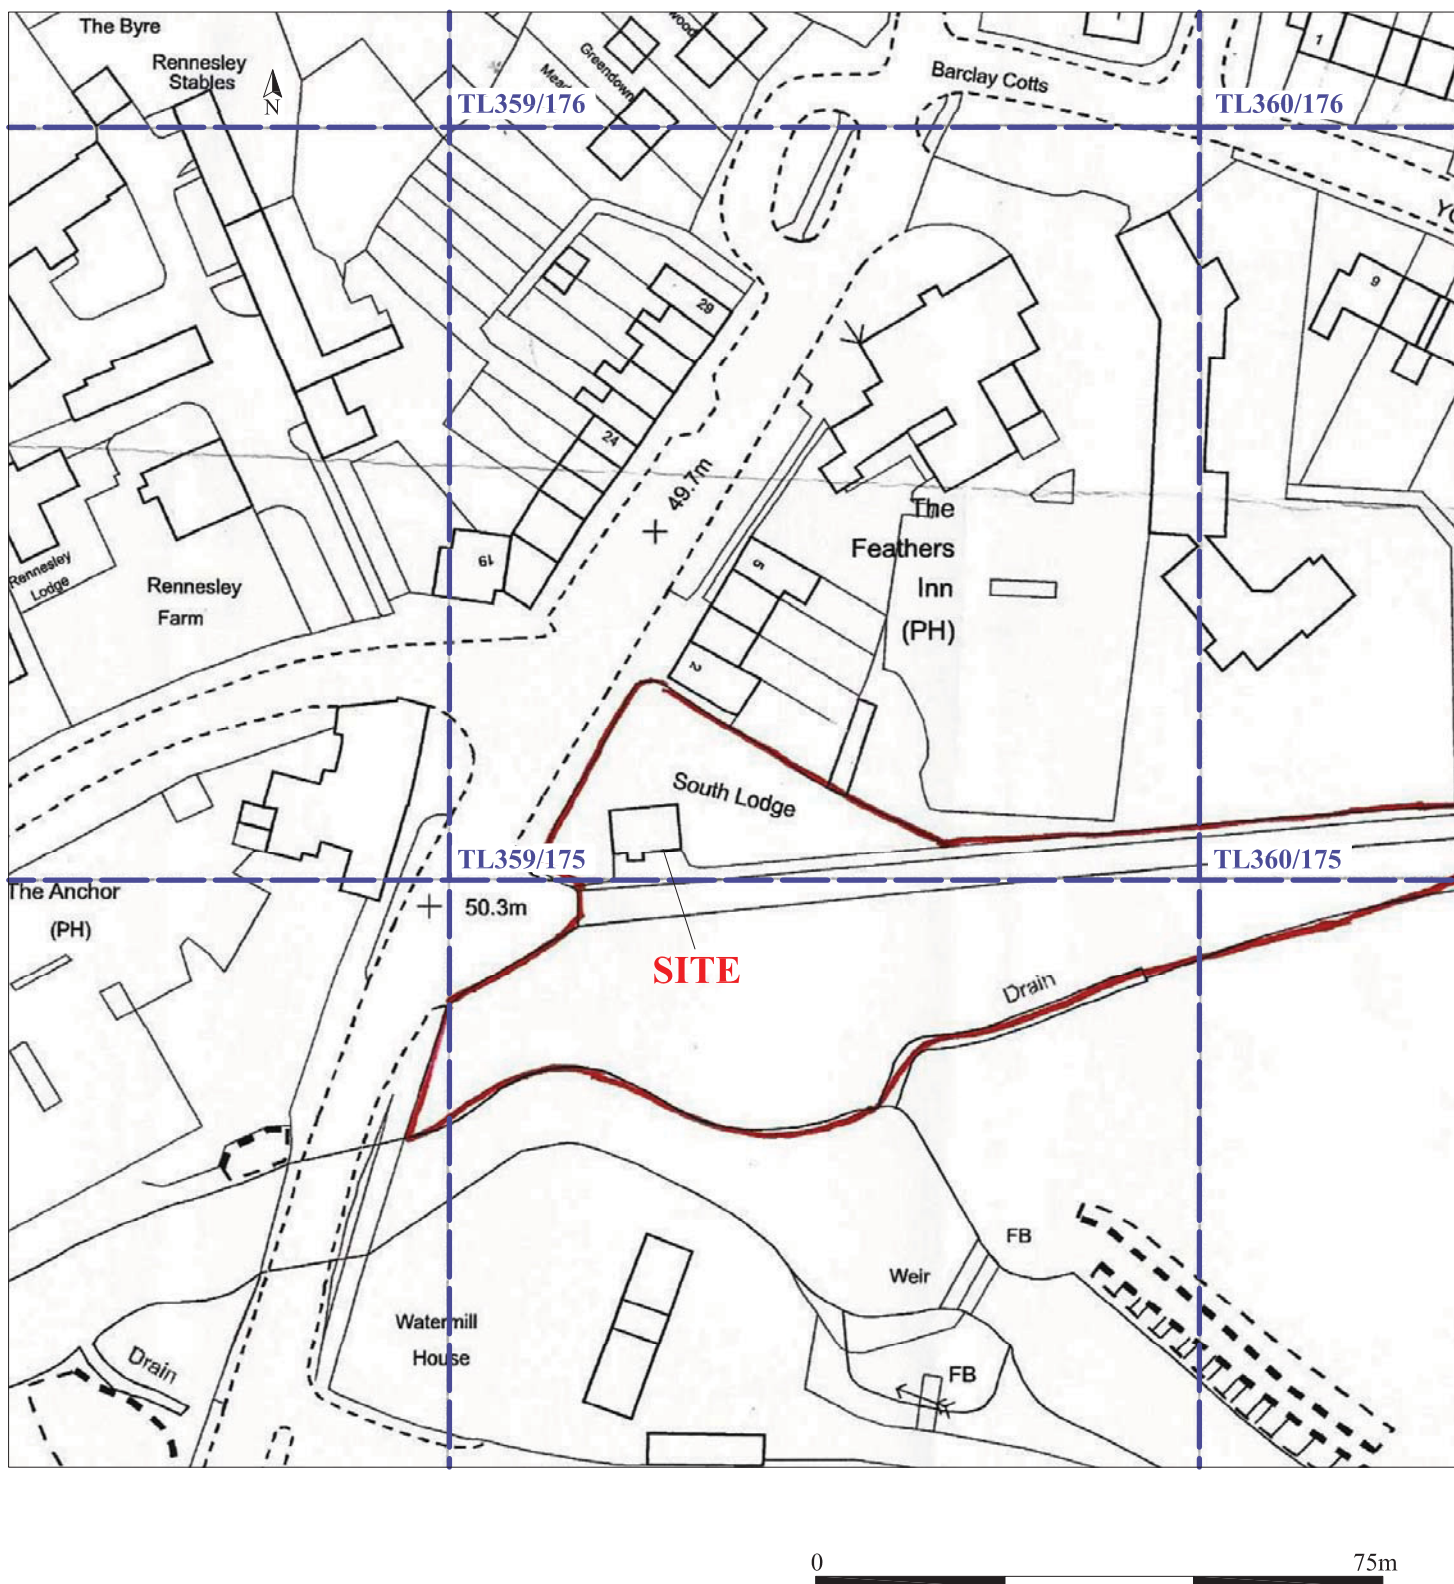 The Byre
Rennesley
Stables
N
Greendown
TL359/176
Barclay Cotts
1
TL360/176
29
9
24
49.7m
19
Rennesley
Lodge
Rennesley
Farm
The
Feathers
Inn
(PH)
5
2
South Lodge
TL359/175
TL360/175
The Anchor
(PH)
50.3m
SITE
Drain
FB
Weir
Watermill
House
FB
Drain
0
75m